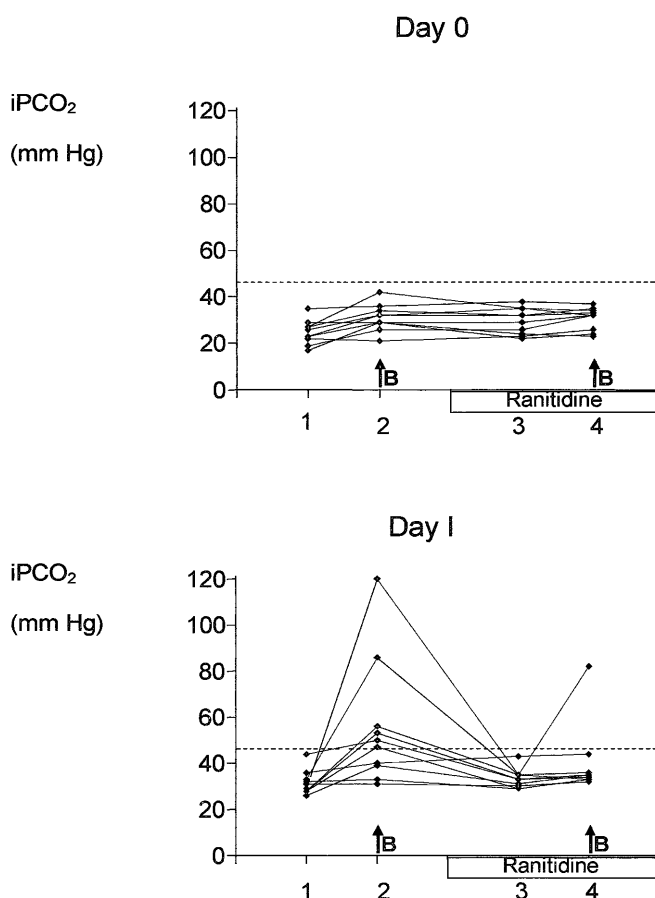 Day 0
iPCO₂
(mm Hg)
120
100
80
60
40
20
0
B
B
Ranitidine
1 2 3 4
Day I
iPCO₂
(mm Hg)
120
100
80
60
40
20
0
B
B
Ranitidine
1 2 3 4